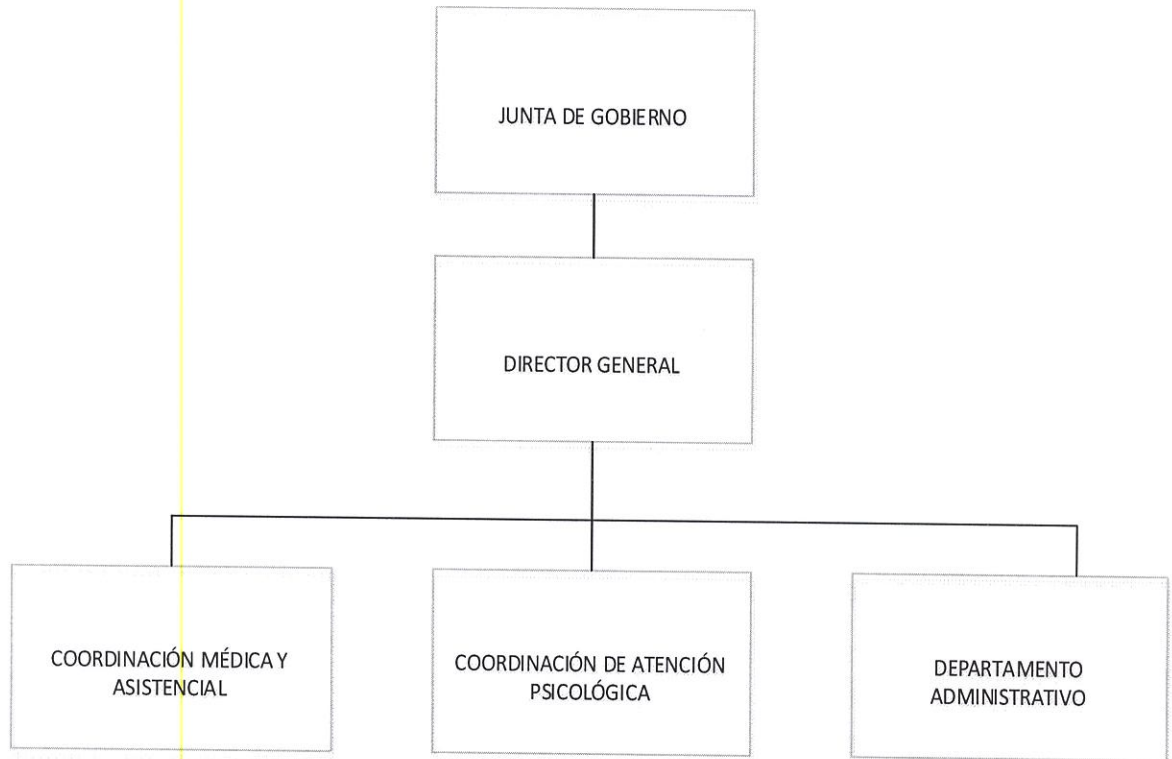 JUNTA DE GOBIERNO
DIRECTOR GENERAL
COORDINACIÓN MÉDICA Y
ASISTENCIAL
COORDINACIÓN DE ATENCIÓN
PSICOLÓGICA
DEPARTAMENTO
ADMINISTRATIVO